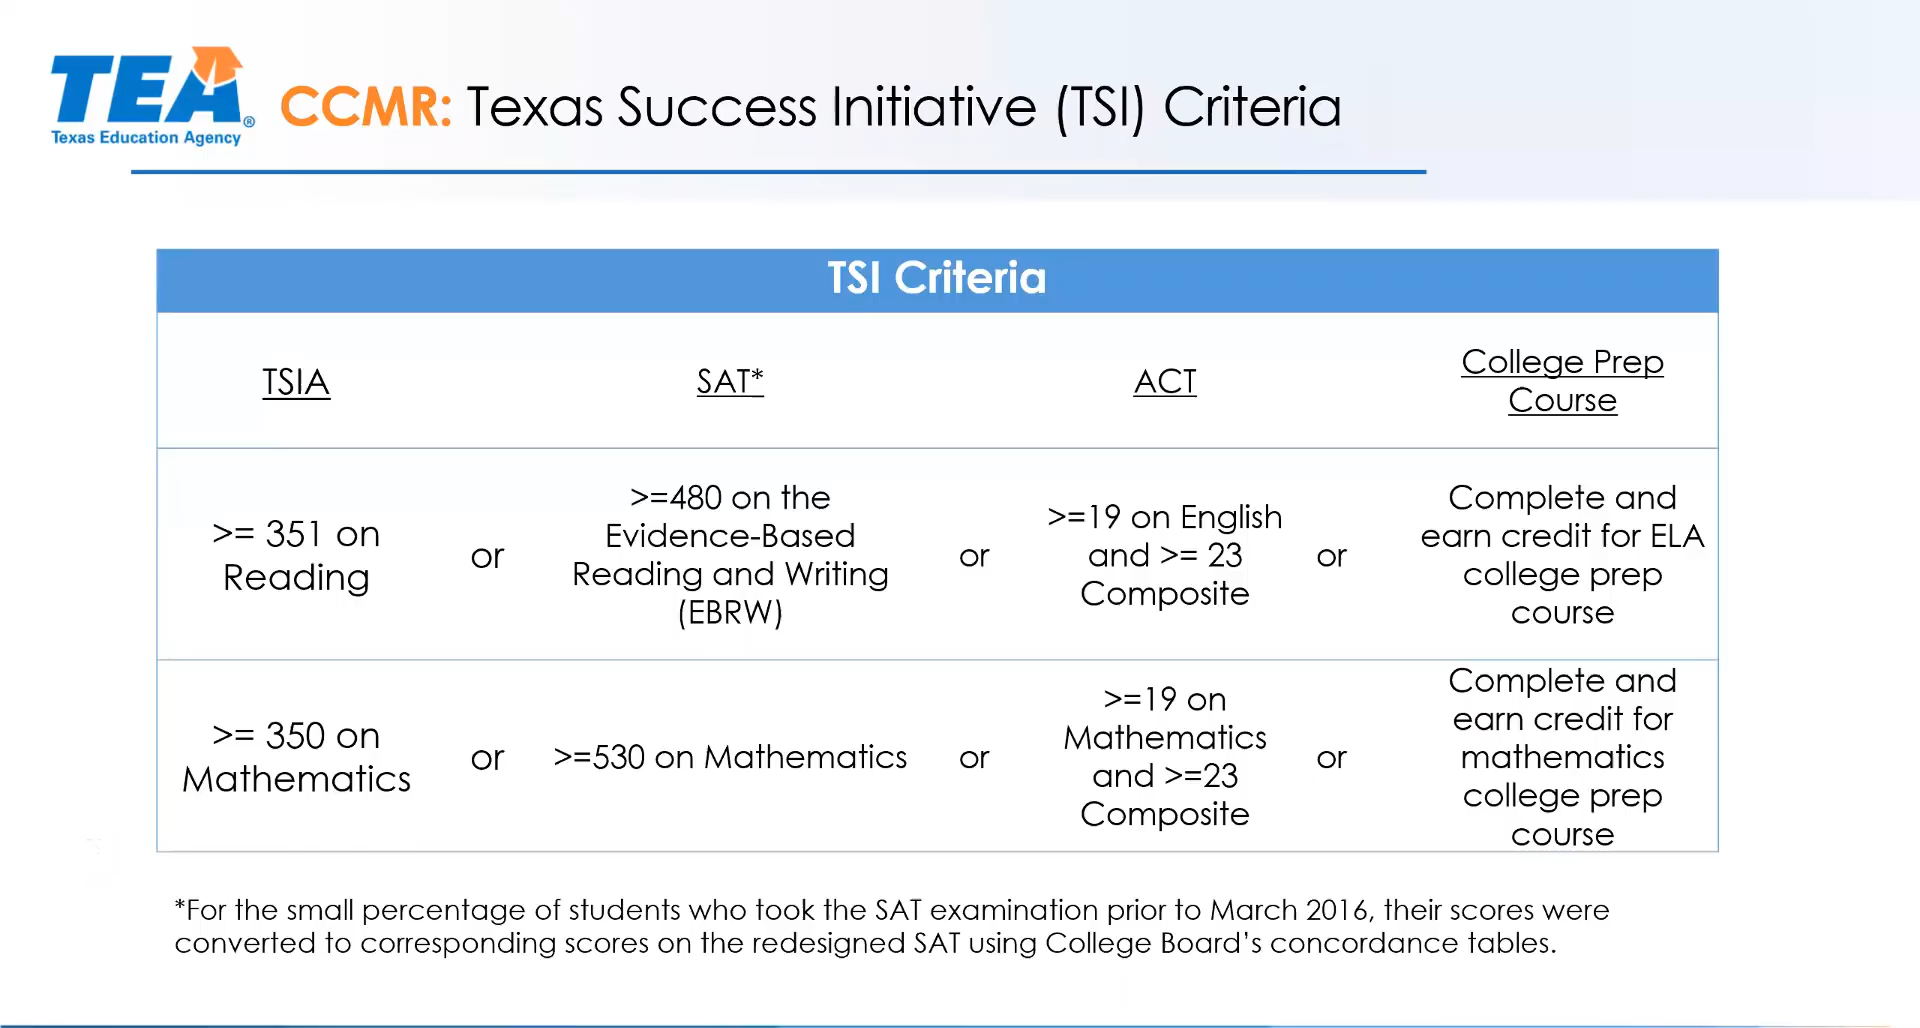 TEA®
Texas Education Agency
CCMR: Texas Success Initiative (TSI) Criteria
TSI Criteria
TSIA
SAT*
ACT
College Prep
Course
>= 351 on
Reading
or
>=480 on the
Evidence-Based
Reading and Writing
(EBRW)
or
>=19 on English
and >= 23
Composite
or
Complete and
earn credit for ELA
college prep
course
>= 350 on
Mathematics
or
>=530 on Mathematics
or
>=19 on
Mathematics
and >=23
Composite
or
Complete and
earn credit for
mathematics
college prep
course
*For the small percentage of students who took the SAT examination prior to March 2016, their scores were
converted to corresponding scores on the redesigned SAT using College Board’s concordance tables.